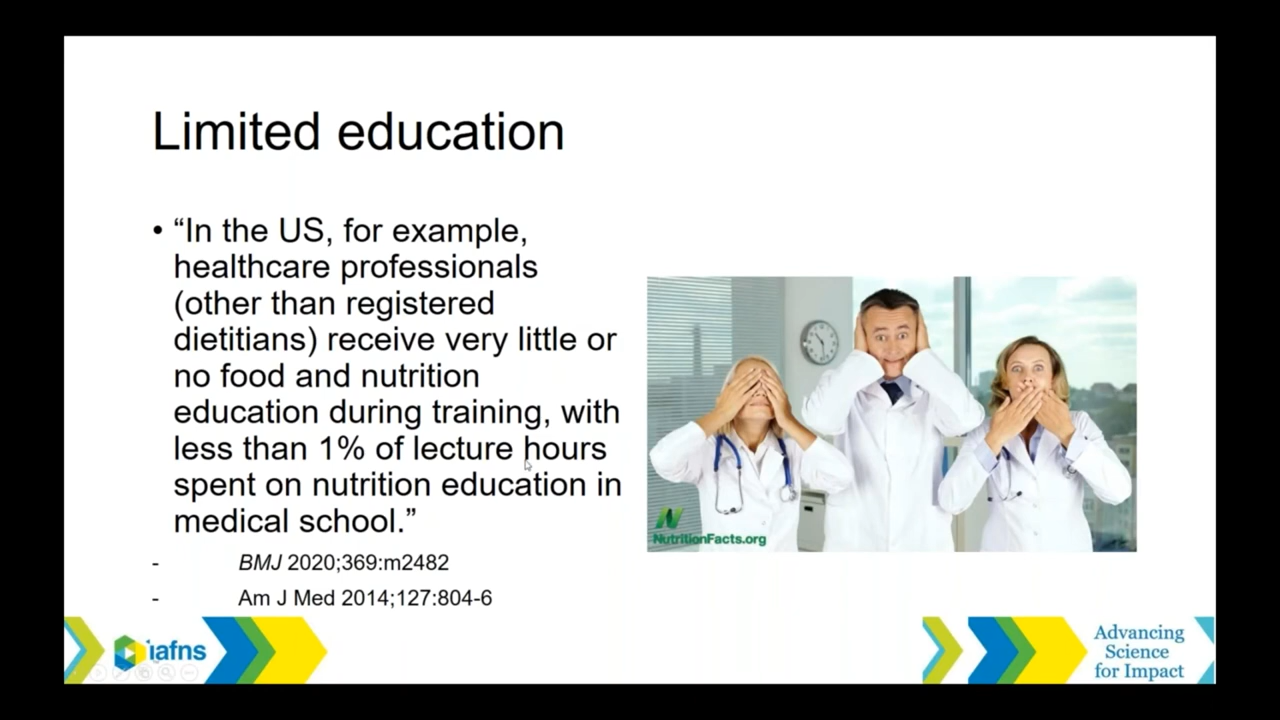 Limited education
• “In the US, for example,
healthcare professionals
(other than registered
dietitians) receive very little or
no food and nutrition
education during training, with
less than 1% of lecture hours
spent on nutrition education in
medical school.”
- BMJ 2020;369:m2482
- Am J Med 2014;127:804-6
NutritionFacts.org
iafns
Advancing
Science
for Impact